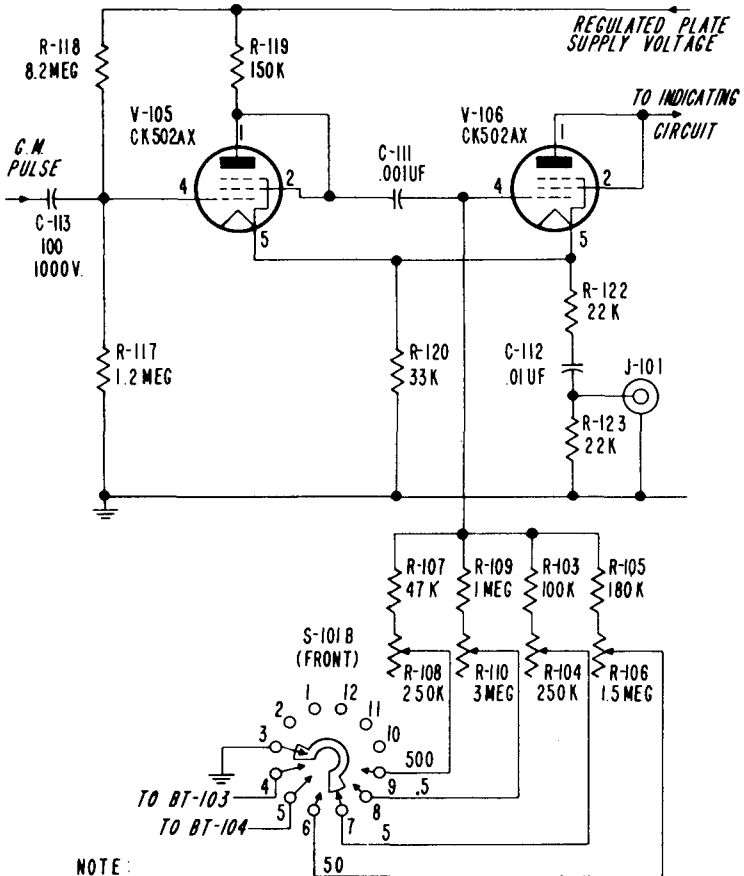 REGULATED PLATE
SUPPLY VOLTAGE
R-118
8.2MEG
R-119
150K
V-105
CK502AX
V-106
CK502AX
TO INDICATING
CIRCUIT
G.M.
PULSE
C-111
.001UF
1
4
2
5
1
4
2
5
C-113
100
1000V.
R-117
1.2MEG
R-120
33K
R-122
22K
C-112
.01UF
J-101
R-123
22K
R-107
47K
R-109
1MEG
R-103
100K
R-105
180K
S-101B
(FRONT)
R-108
250K
R-110
3MEG
R-104
250K
R-106
1.5MEG
1
12
2
11
3
10
500
4
9
.5
TO BT-103
5
8
TO BT-104
6
7
5
50
NOTE: